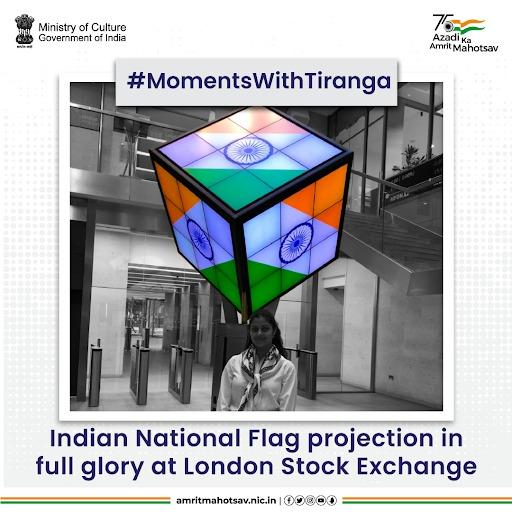 Ministry of Culture
Government of India
75
Azadi Ka
Amrit Mahotsav
#MomentsWithTiranga
Indian National Flag projection in
full glory at London Stock Exchange
amritmahotsav.nic.in